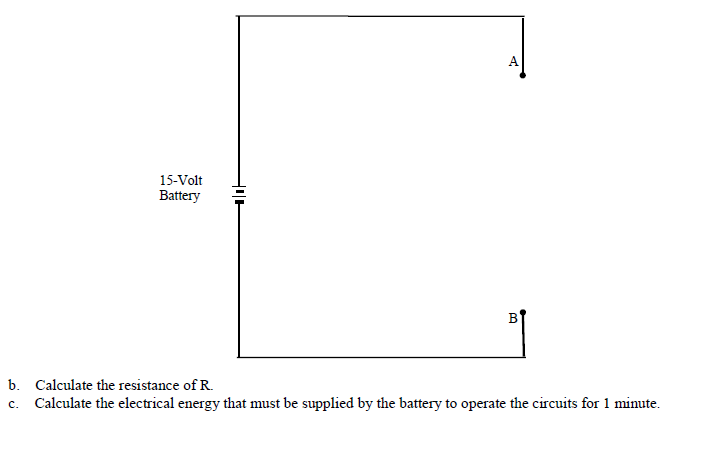 A
15-Volt
Battery
B
b. Calculate the resistance of R.
c. Calculate the electrical energy that must be supplied by the battery to operate the circuits for 1 minute.